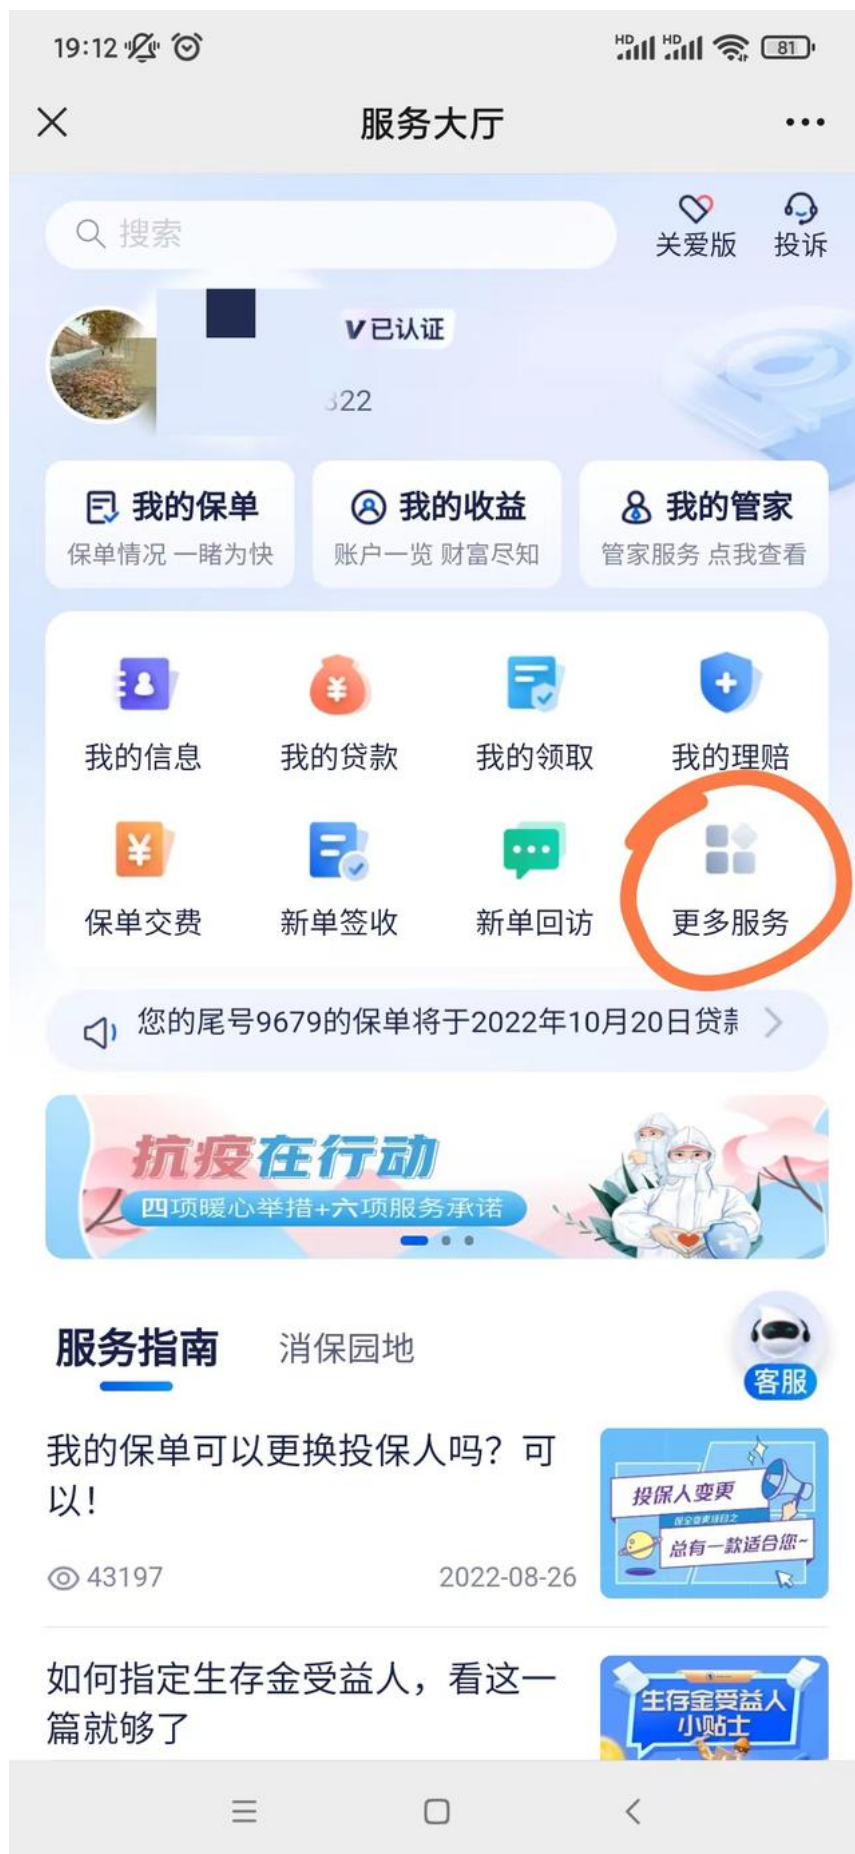 19:12
HD HD 81
服务大厅
搜索
关爱版 投诉
V已认证
322
我的保单 我的收益 我的管家
保单情况 一睹为快 账户一览 财富尽知 管家服务 点我查看
我的信息 我的贷款 我的领取 我的理赔
保单交费 新单签收 新单回访 更多服务
您的尾号9679的保单将于2022年10月20日贷
抗疫在行动
四项暖心举措+六项服务承诺
服务指南 消保园地
客服
我的保单可以更换投保人吗？可
以！
43197 2022-08-26
投保人变更
保全变更项目之
总有一款适合您~
如何指定生存金受益人，看这一
篇就够了
生存金受益人
小贴士